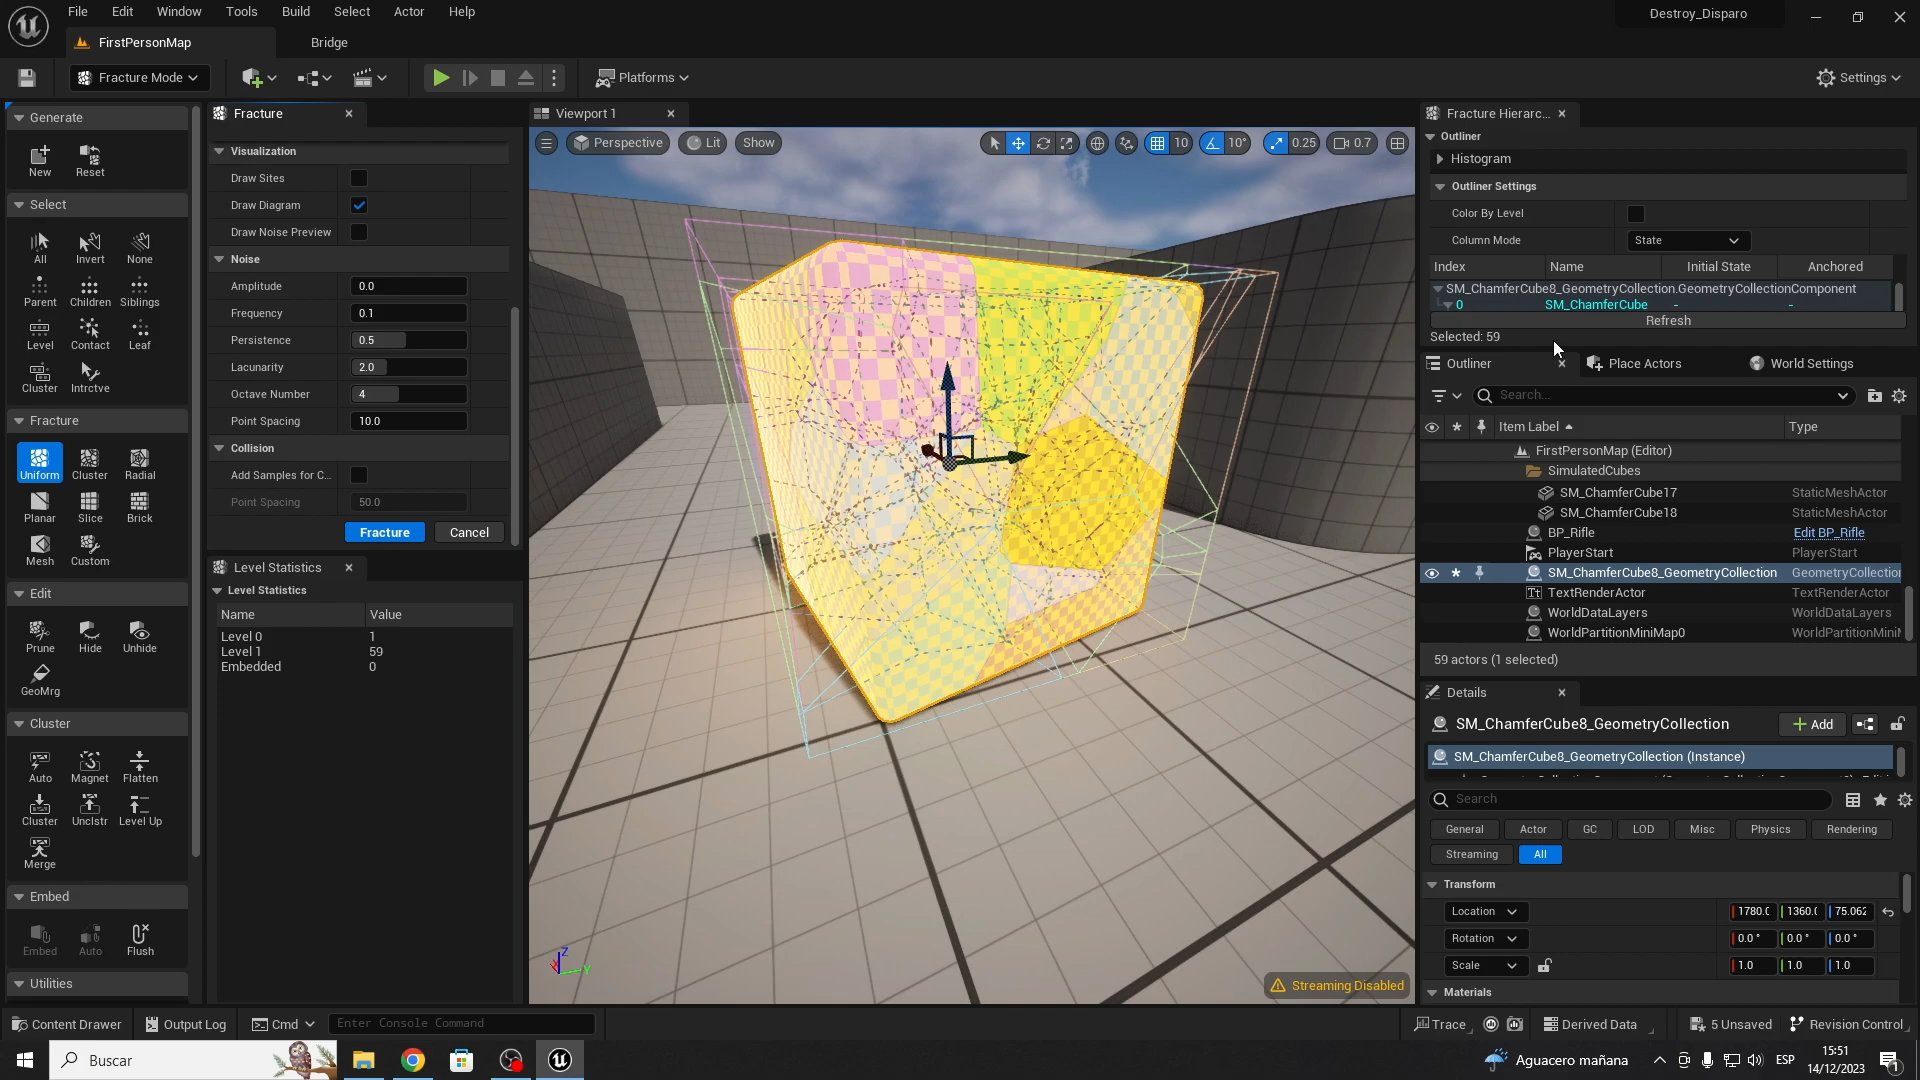 File Edit Window Tools Build Select Actor Help
Destroy_Disparo
FirstPersonMap
Bridge
Fracture Mode
Platforms
Settings
Generate
New Reset
Select
All Invert None
Parent Children Siblings
Level Contact Leaf
Cluster Intrctve
Fracture
Uniform Cluster Radial
Planar Slice Brick
Mesh Custom
Edit
Prune Hide Unhide
GeoMrg
Cluster
Auto Magnet Flatten
Cluster Unclstr Level Up
Merge
Embed
Embed Auto Flush
Utilities
Fracture
Visualization
Draw Sites
Draw Diagram
Draw Noise Preview
Noise
Amplitude 0.0
Frequency 0.1
Persistence 0.5
Lacunarity 2.0
Octave Number 4
Point Spacing 10.0
Collision
Add Samples for C...
Point Spacing 50.0
Fracture Cancel
Level Statistics
Level Statistics
Name Value
Level 0 1
Level 1 59
Embedded 0
Viewport 1
Perspective Lit Show
10 10° 0.25 0.7
Z
X
Y
Streaming Disabled
Fracture Hierarc...
Outliner
Histogram
Outliner Settings
Color By Level
Column Mode State
Index Name Initial State Anchored
SM_ChamferCube8_GeometryCollection.GeometryCollectionComponent
0 SM_ChamferCube - -
Refresh
Selected: 59
Outliner Place Actors World Settings
Search...
Item Label Type
FirstPersonMap (Editor)
SimulatedCubes
SM_ChamferCube17 StaticMeshActor
SM_ChamferCube18 StaticMeshActor
BP_Rifle Edit BP_Rifle
PlayerStart PlayerStart
SM_ChamferCube8_GeometryCollection GeometryCollectio
TextRenderActor TextRenderActor
WorldDataLayers WorldDataLayers
WorldPartitionMiniMap0 WorldPartitionMini
59 actors (1 selected)
Details
SM_ChamferCube8_GeometryCollection Add
SM_ChamferCube8_GeometryCollection (Instance)
Search
General Actor GC LOD Misc Physics Rendering
Streaming All
Transform
Location 1780.0 1360.0 75.062
Rotation 0.0 ° 0.0 ° 0.0 °
Scale 1.0 1.0 1.0
Materials
Content Drawer Output Log Cmd Enter Console Command
Trace Derived Data 5 Unsaved Revision Control
Buscar
Aguacero mañana
ESP
15:51
14/12/2023
1